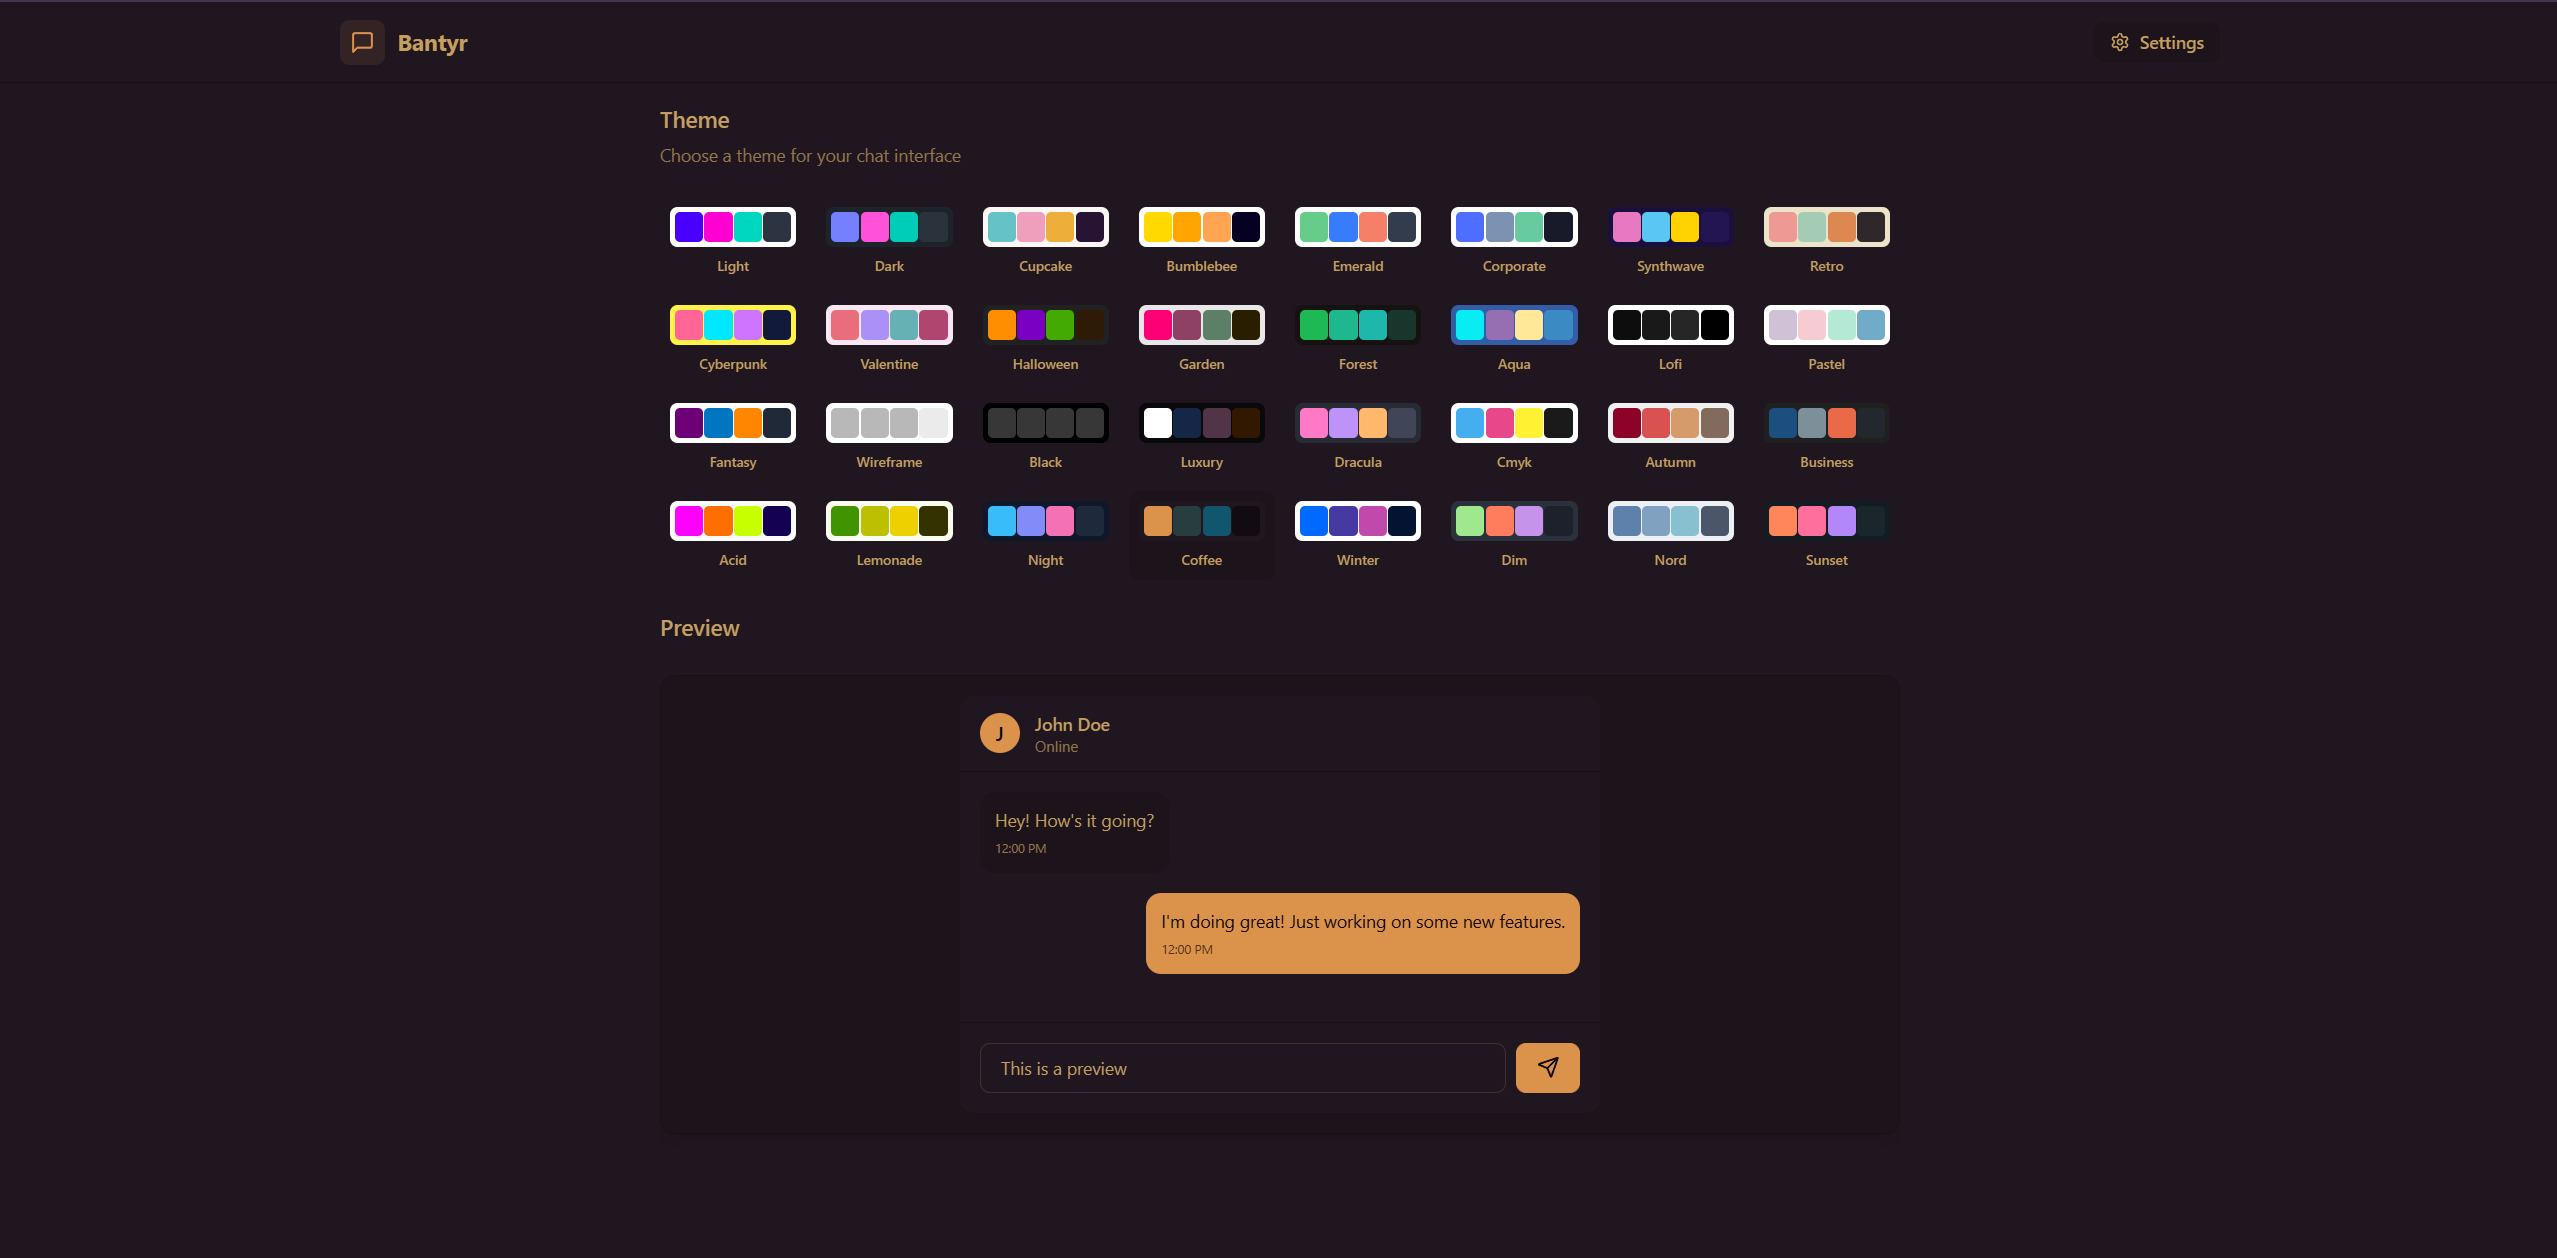 Bantyr
Settings
Theme
Choose a theme for your chat interface
Light
Dark
Cupcake
Bumblebee
Emerald
Corporate
Synthwave
Retro
Cyberpunk
Valentine
Halloween
Garden
Forest
Aqua
Lofi
Pastel
Fantasy
Wireframe
Black
Luxury
Dracula
Cmyk
Autumn
Business
Acid
Lemonade
Night
Coffee
Winter
Dim
Nord
Sunset
Preview
J
John Doe
Online
Hey! How's it going?
12:00 PM
I'm doing great! Just working on some new features.
12:00 PM
This is a preview